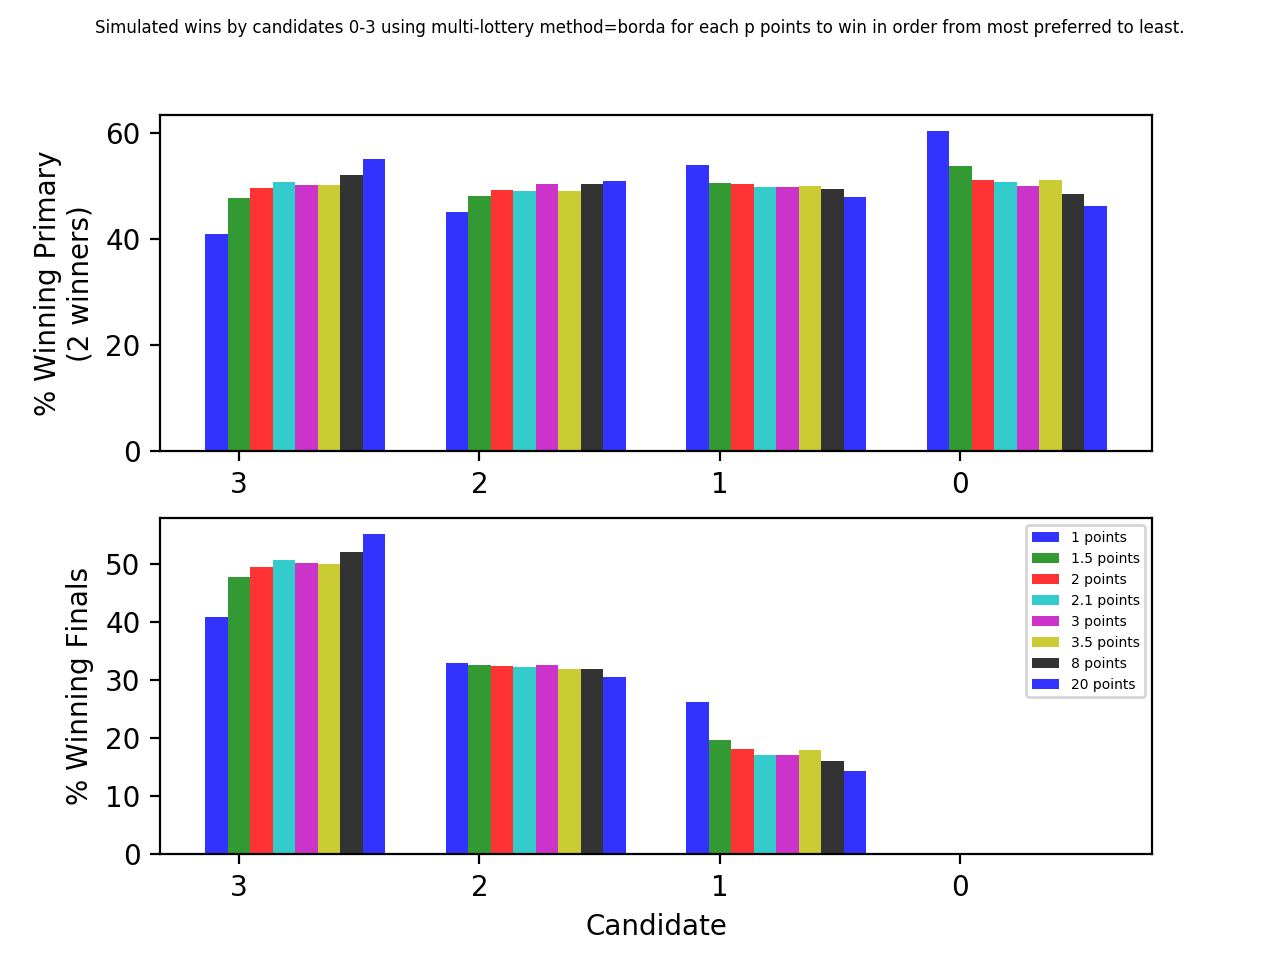 Simulated wins by candidates 0-3 using multi-lottery method=borda for each p points to win in order from most preferred to least.
% Winning Primary
(2 winners)
60
40
20
0
3 2 1 0
% Winning Finals
50
40
30
20
10
0
1 points
1.5 points
2 points
2.1 points
3 points
3.5 points
8 points
20 points
3 2 1 0
Candidate